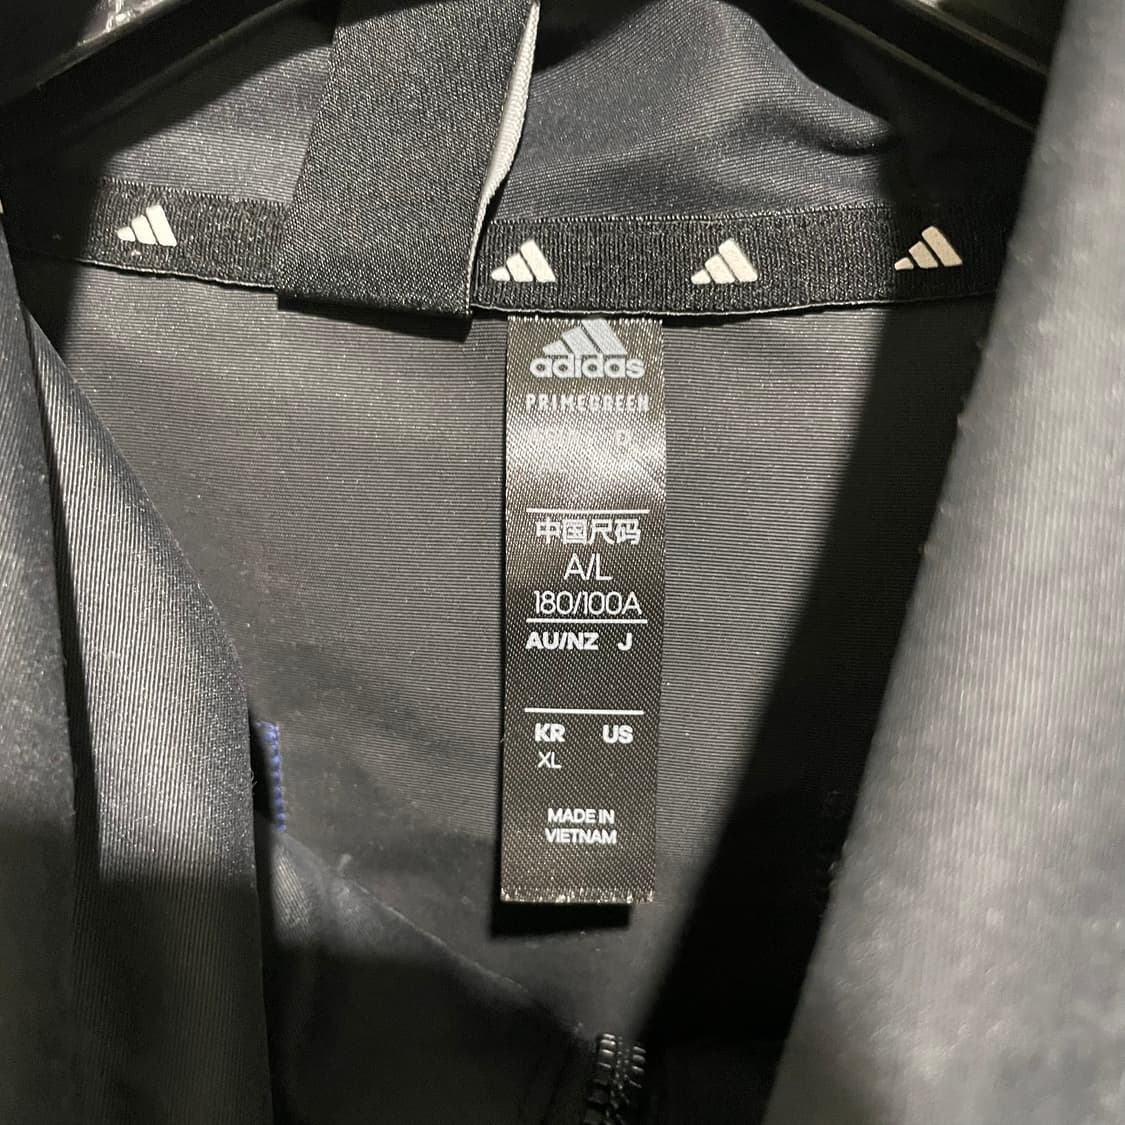 adidas
PRIMEGREEN
中国尺码
A/L
180/100A
AU/NZ J
KR US
XL
MADE IN
VIETNAM